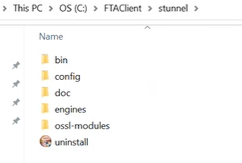 This PC > OS (C:) > FTAClient > stunnel >
Name
bin
config
doc
engines
ossl-modules
uninstall